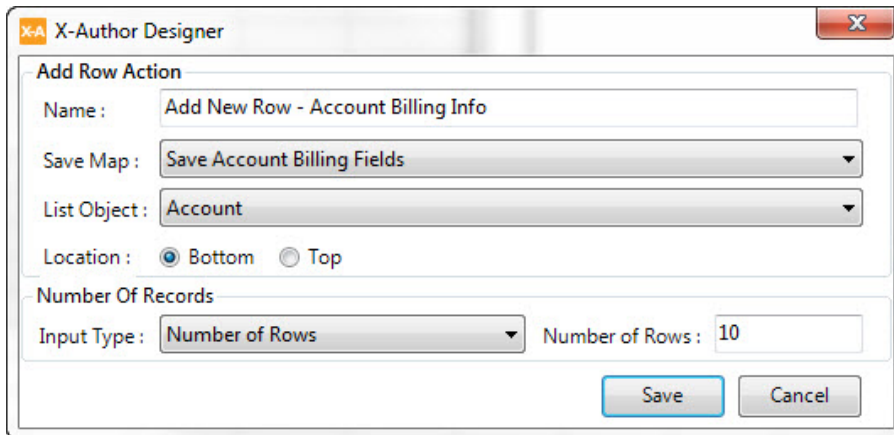 X-A X-Author Designer
Add Row Action
Name : Add New Row - Account Billing Info
Save Map : Save Account Billing Fields
List Object : Account
Location : Bottom Top
Number Of Records
Input Type : Number of Rows Number of Rows : 10
Save Cancel